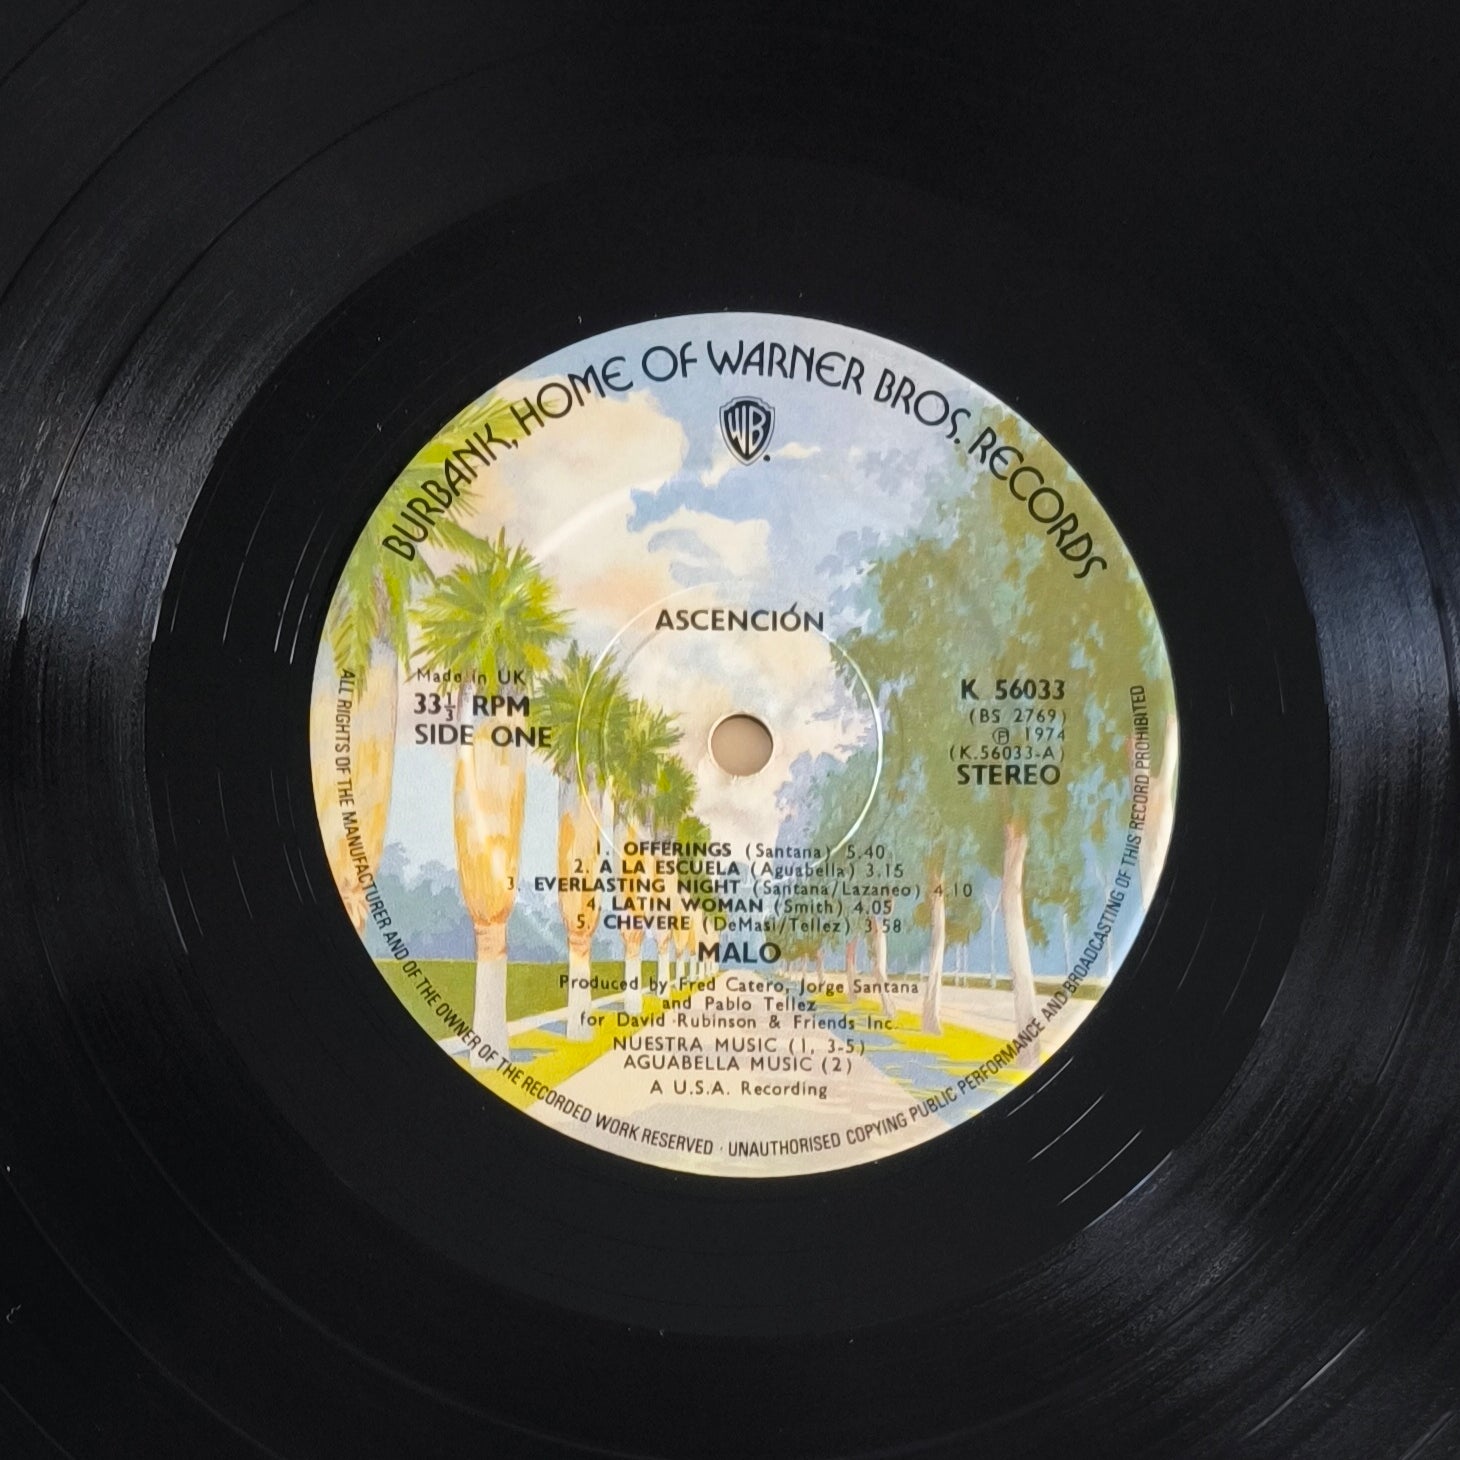 BURBANK, HOME OF WARNER BROS. RECORDS
WB
ASCENCIÓN
Made in UK
33⅓ RPM
SIDE ONE
K 56033
(BS 2769)
Ⓟ 1974
(K.56033-A)
STEREO
1. OFFERINGS (Santana) 5.40
2. A LA ESCUELA (Aguabella) 3.15
3. EVERLASTING NIGHT (Santana/Lazaneo) 4.10
4. LATIN WOMAN (Smith) 4.05
5. CHEVERE (DeMasi/Tellez) 3.58
MALO
Produced by Fred Catero, Jorge Santana
and Pablo Tellez
for David Rubinson & Friends Inc.
NUESTRA MUSIC (1, 3-5)
AGUABELLA MUSIC (2)
A U.S.A. Recording
ALL RIGHTS OF THE MANUFACTURER AND OF THE OWNER OF THE RECORDED WORK RESERVED · UNAUTHORISED COPYING PUBLIC PERFORMANCE AND BROADCASTING OF THIS RECORD PROHIBITED